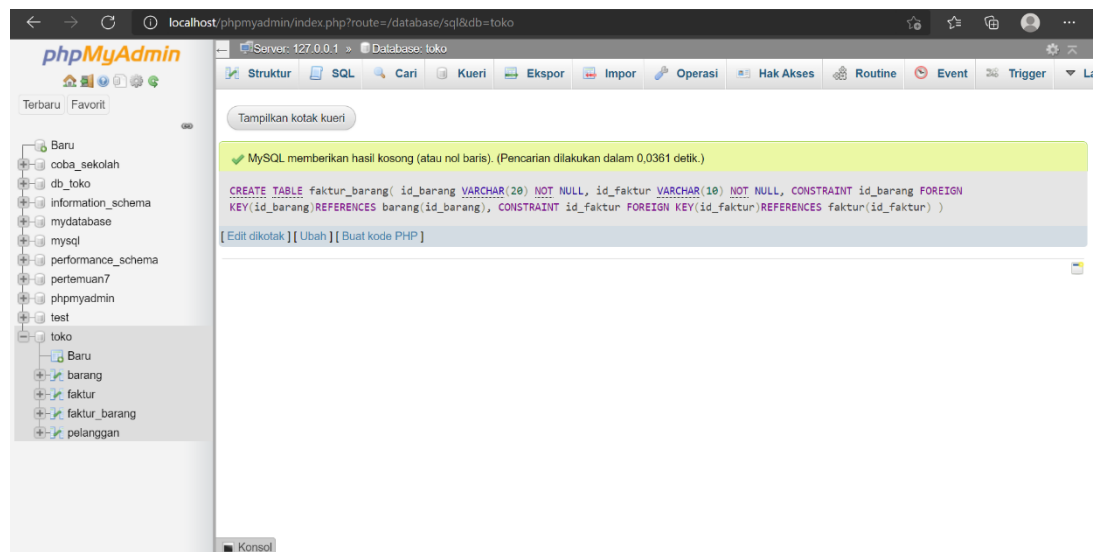 localhost/phpmyadmin/index.php?route=/database/sql&db=toko
phpMyAdmin
Terbaru Favorit
Baru
coba_sekolah
db_toko
information_schema
mydatabase
mysql
performance_schema
pertemuan7
phpmyadmin
test
toko
Baru
barang
faktur
faktur_barang
pelanggan
Server: 127.0.0.1 » Database: toko
Struktur SQL Cari Kueri Ekspor Impor Operasi Hak Akses Routine Event Trigger
Tampilkan kotak kueri
MySQL memberikan hasil kosong (atau nol baris). (Pencarian dilakukan dalam 0,0361 detik.)
CREATE TABLE faktur_barang( id_barang VARCHAR(20) NOT NULL, id_faktur VARCHAR(10) NOT NULL, CONSTRAINT id_barang FOREIGN
KEY(id_barang)REFERENCES barang(id_barang), CONSTRAINT id_faktur FOREIGN KEY(id_faktur)REFERENCES faktur(id_faktur) )
[ Edit dikotak ] [ Ubah ] [ Buat kode PHP ]
Konsol